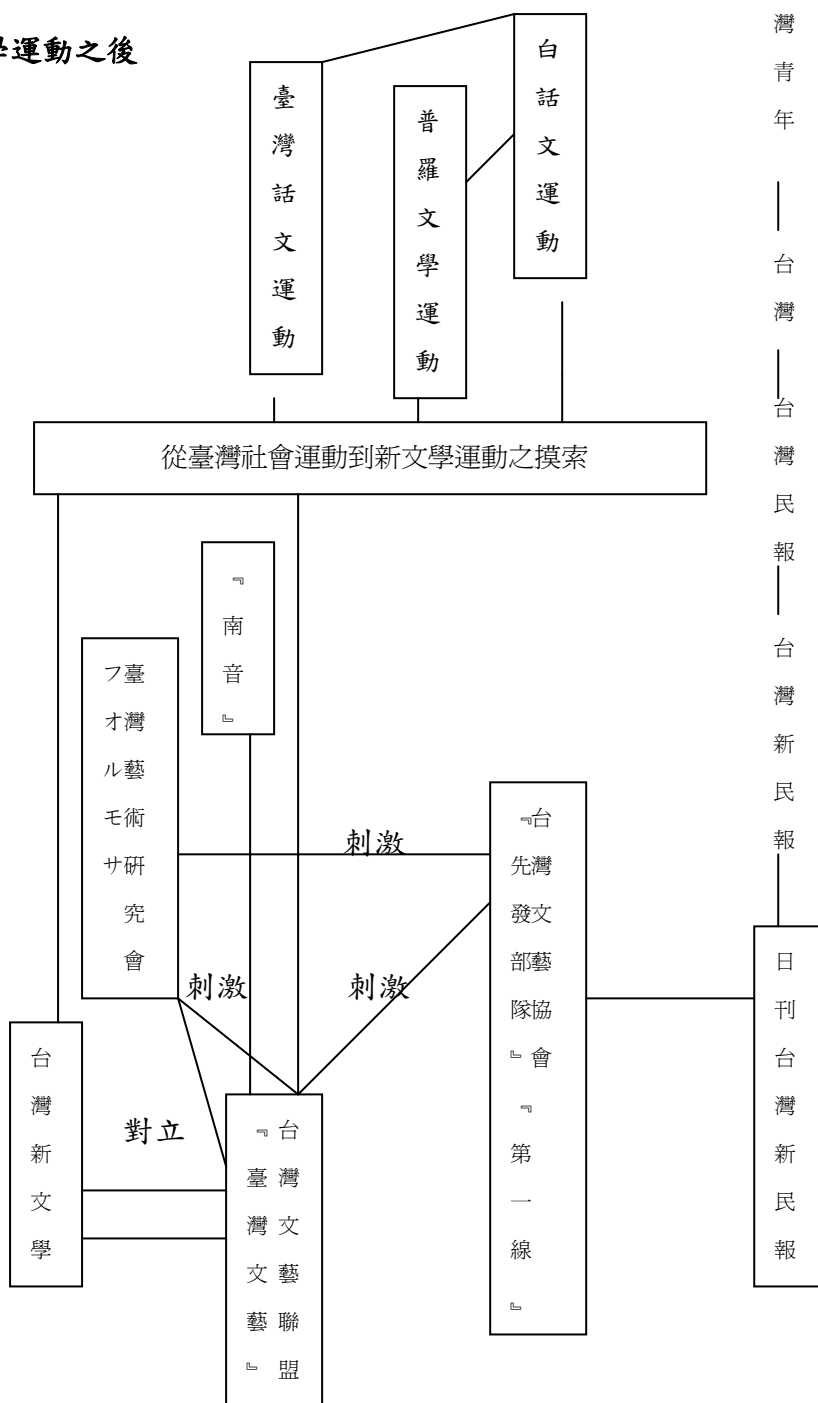 學運動之後
白話文運動
普羅文學運動
臺灣話文運動
從臺灣社會運動到新文學運動之摸索
『南音』
臺灣藝術研究會
フオルモサ
刺激
台灣文藝協會
『先發部隊』『第一線』
刺激
刺激
對立
台灣新文學
台灣文藝聯盟
『臺灣文藝』
灣青年
台灣
台灣民報
台灣新民報
日刊台灣新民報